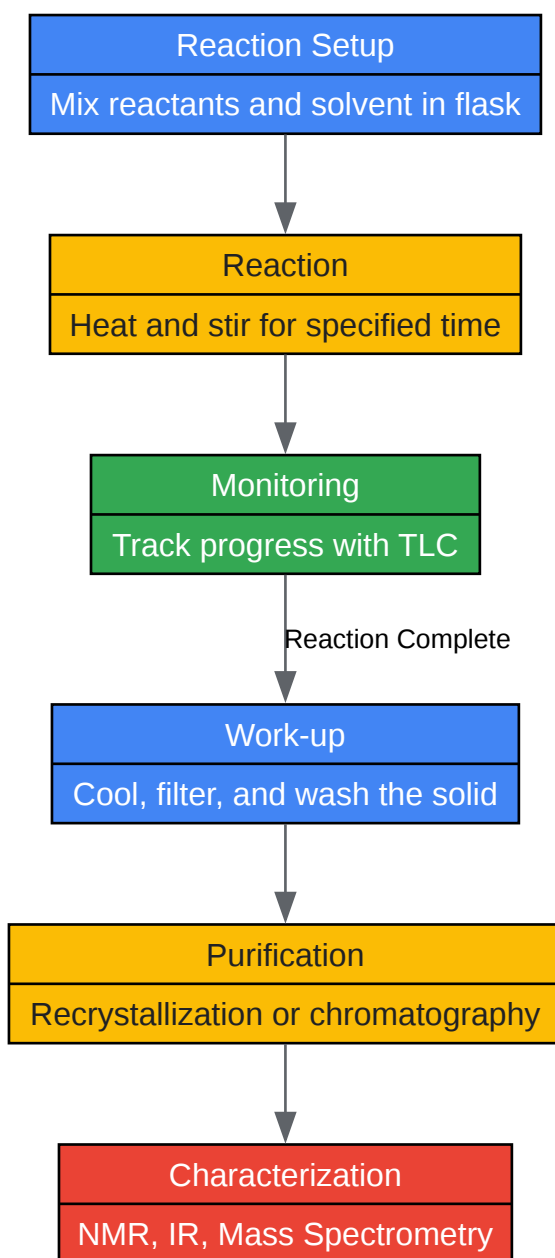 Reaction Setup
Mix reactants and solvent in flask
Reaction
Heat and stir for specified time
Monitoring
Track progress with TLC
Reaction Complete
Work-up
Cool, filter, and wash the solid
Purification
Recrystallization or chromatography
Characterization
NMR, IR, Mass Spectrometry